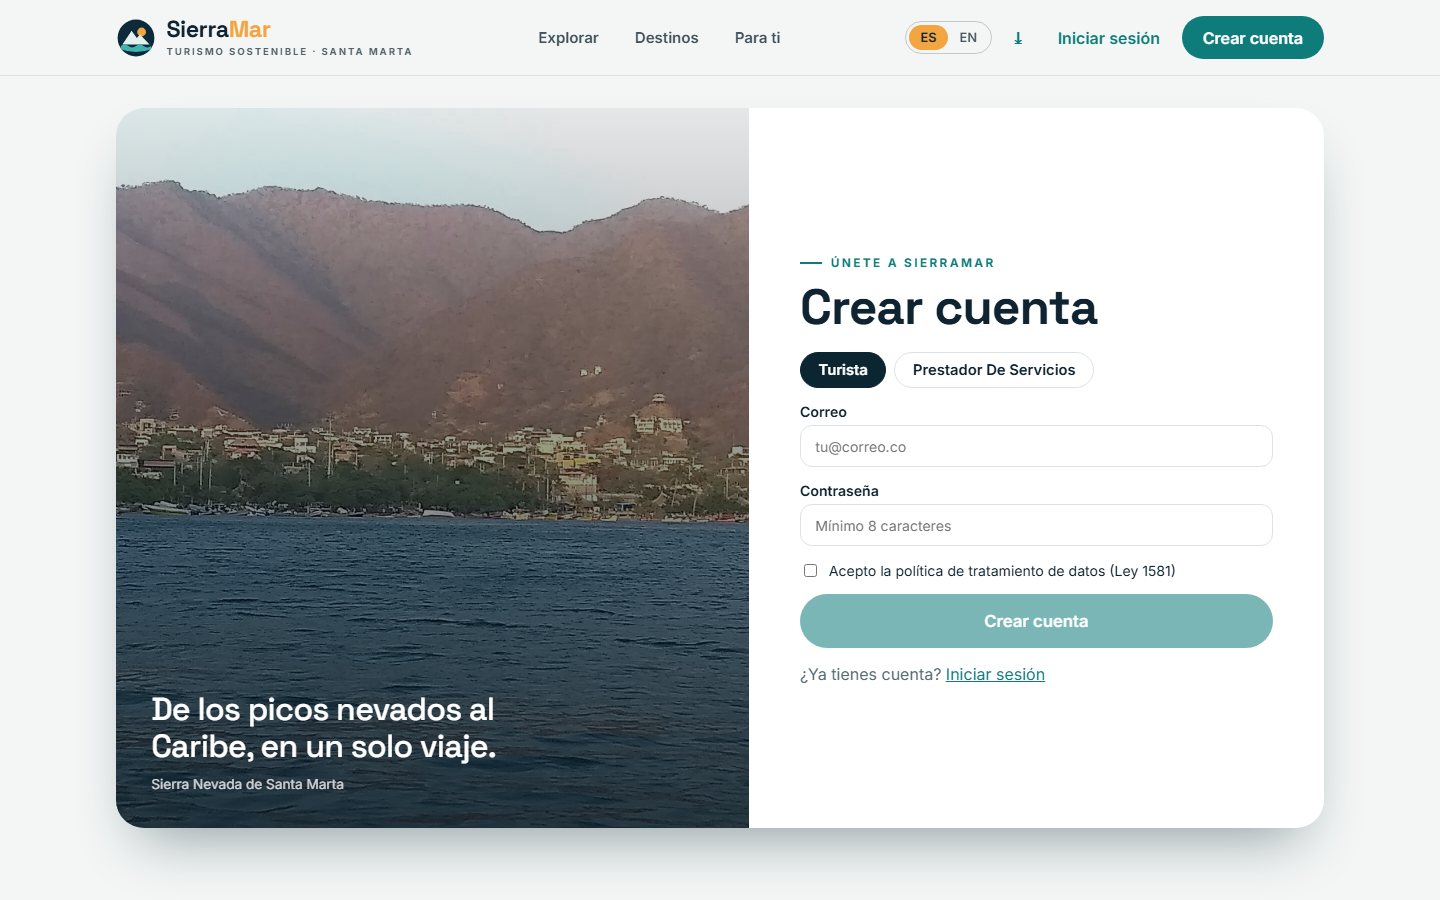 SierraMar
TURISMO SOSTENIBLE · SANTA MARTA
Explorar
Destinos
Para ti
ES
EN
Iniciar sesión
Crear cuenta
De los picos nevados al
Caribe, en un solo viaje.
Sierra Nevada de Santa Marta
ÚNETE A SIERRAMAR
Crear cuenta
Turista
Prestador De Servicios
Correo
tu@correo.co
Contraseña
Mínimo 8 caracteres
Acepto la política de tratamiento de datos (Ley 1581)
Crear cuenta
¿Ya tienes cuenta? Iniciar sesión